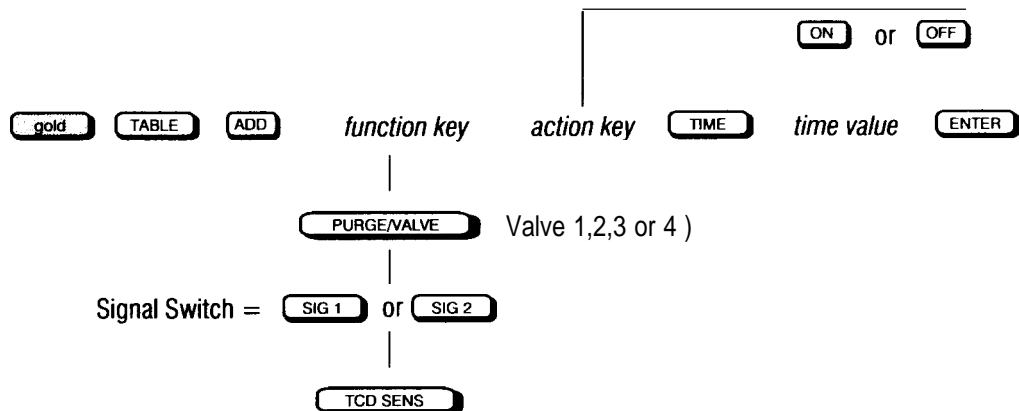 ON or OFF
gold TABLE ADD function key action key TIME time value ENTER
PURGE/VALVE Valve 1,2,3 or 4 )
Signal Switch = SIG 1 or SIG 2
TCD SENS